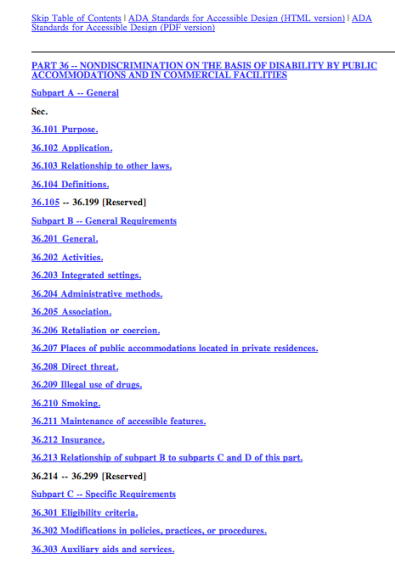 Skip Table of Contents | ADA Standards for Accessible Design (HTML version) | ADA
Standards for Accessible Design (PDF version)
PART 36 -- NONDISCRIMINATION ON THE BASIS OF DISABILITY BY PUBLIC
ACCOMMODATIONS AND IN COMMERCIAL FACILITIES
Subpart A -- General
Sec.
36.101 Purpose.
36.102 Application.
36.103 Relationship to other laws.
36.104 Definitions.
36.105 -- 36.199 [Reserved]
Subpart B -- General Requirements
36.201 General.
36.202 Activities.
36.203 Integrated settings.
36.204 Administrative methods.
36.205 Association.
36.206 Retaliation or coercion.
36.207 Places of public accommodations located in private residences.
36.208 Direct threat.
36.209 Illegal use of drugs.
36.210 Smoking.
36.211 Maintenance of accessible features.
36.212 Insurance.
36.213 Relationship of subpart B to subparts C and D of this part.
36.214 -- 36.299 [Reserved]
Subpart C -- Specific Requirements
36.301 Eligibility criteria.
36.302 Modifications in policies, practices, or procedures.
36.303 Auxiliary aids and services.